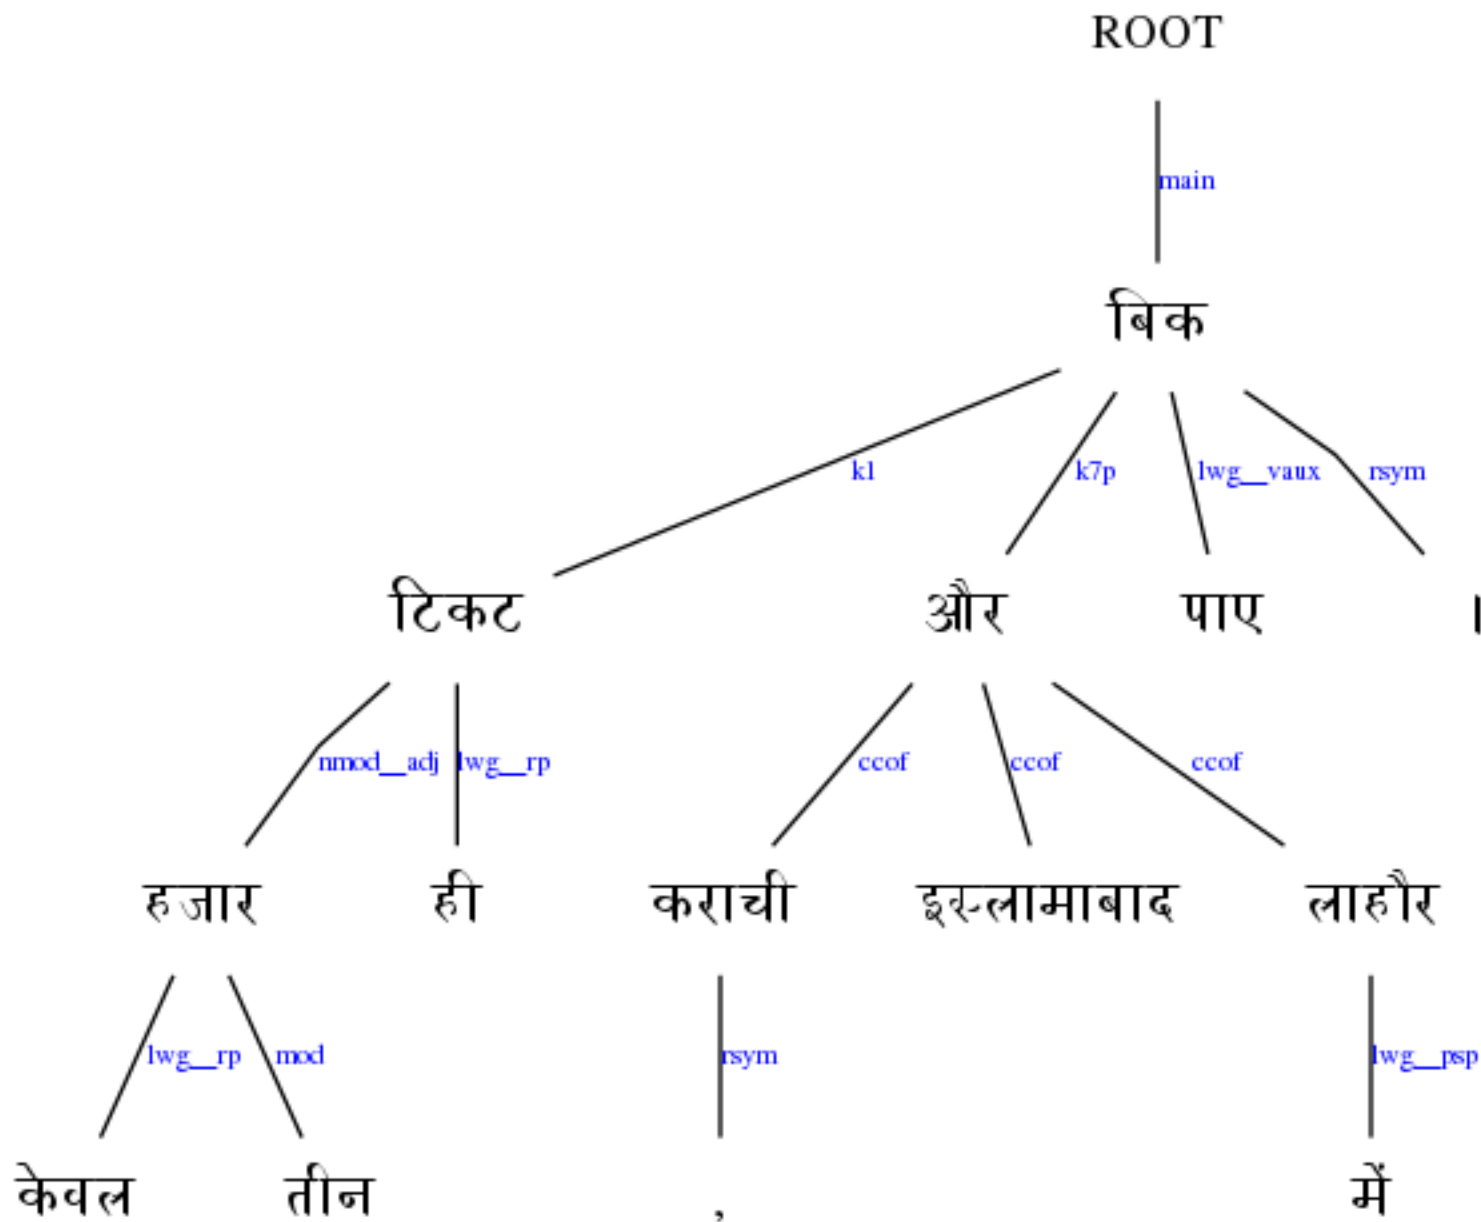 ROOT
main
बिक
k1 k7p lwg__vaux rsym
टिकट और पाए ।
nmod__adj lwg__rp ccof ccof ccof
हजार ही कराची इस्लामाबाद लाहौर
lwg__rp mod rsym lwg__psp
केवल तीन , में